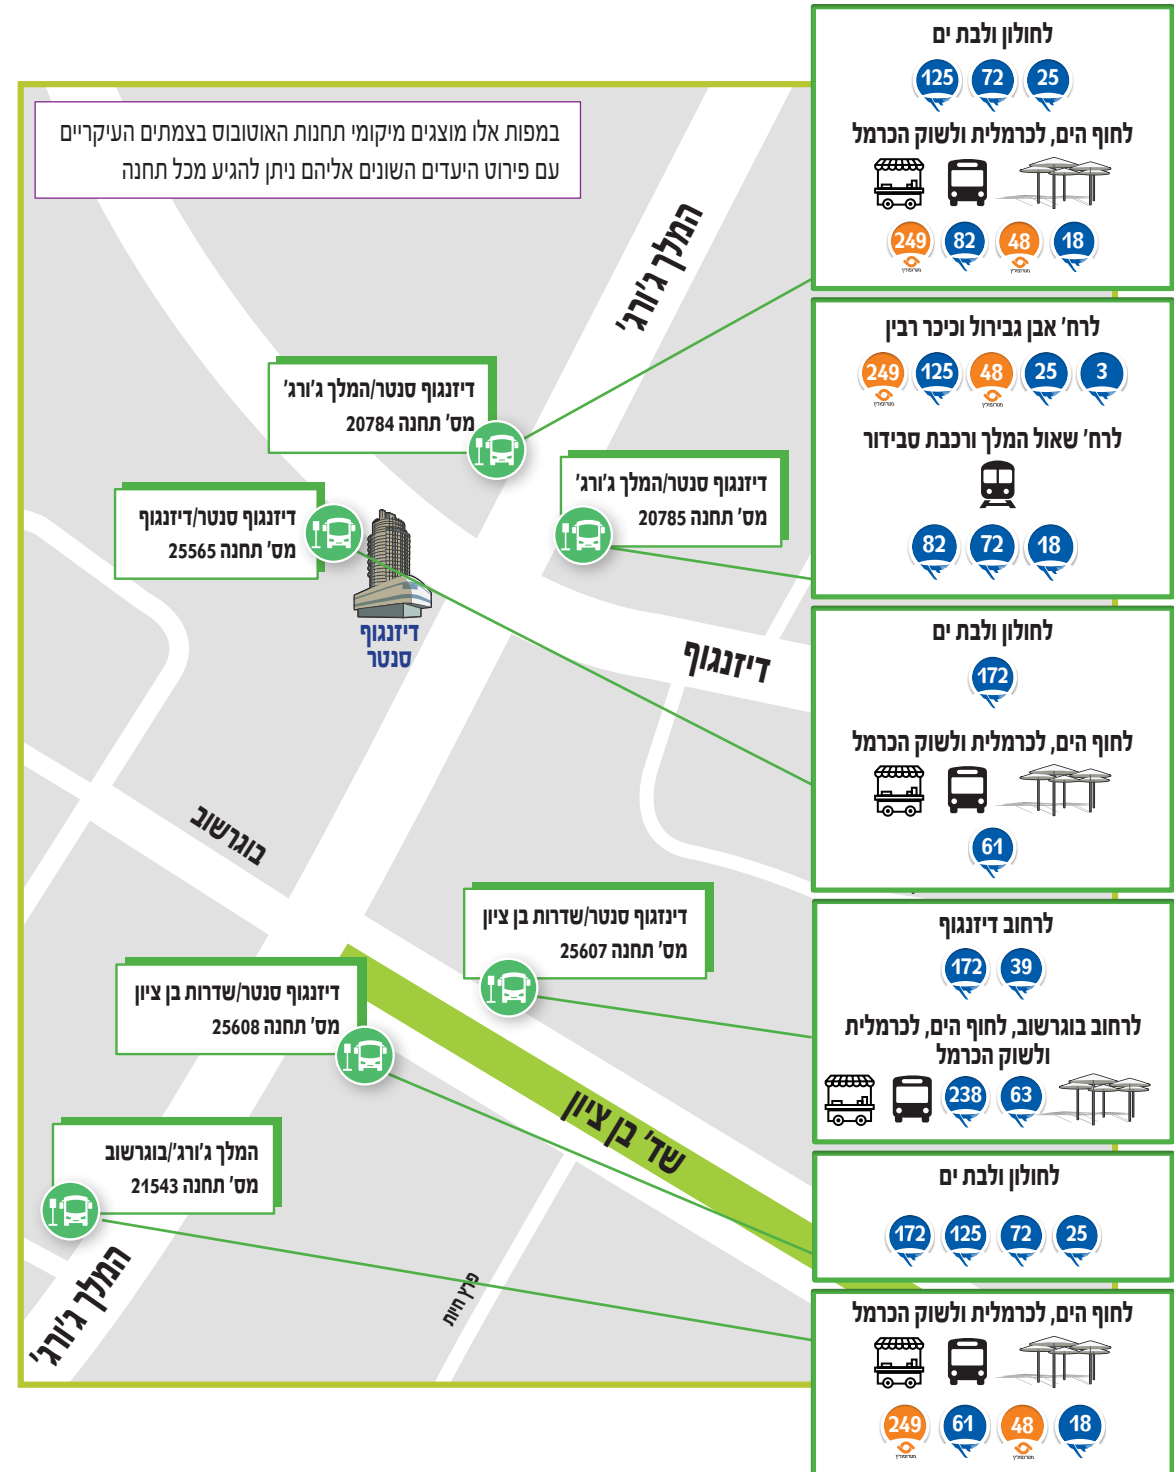 במפות אלו מוצגים מיקומי תחנות האוטובוס בצמתים העיקריים
עם פירוט היעדים השונים אליהם ניתן להגיע מכל תחנה
לחולון ולבת ים
25 72 125
לחוף הים, לכרמלית ולשוק הכרמל
18 48 82 249
מטרופולין מטרופולין
לרח' אבן גבירול וכיכר רבין
3 25 48 125 249
מטרופולין מטרופולין
לרח' שאול המלך ורכבת סבידור
18 72 82
לחולון ולבת ים
172
לחוף הים, לכרמלית ולשוק הכרמל
61
לרחוב דיזנגוף
39 172
לרחוב בוגרשוב, לחוף הים, לכרמלית
ולשוק הכרמל
63 238
לחולון ולבת ים
25 72 125 172
לחוף הים, לכרמלית ולשוק הכרמל
18 48 61 249
מטרופולין מטרופולין
המלך ג'ורג'
דיזנגוף סנטר/המלך ג'ורג'
מס' תחנה 20784
דיזנגוף סנטר/המלך ג'ורג'
מס' תחנה 20785
דיזנגוף סנטר/דיזנגוף
מס' תחנה 25565
דיזנגוף
סנטר
דיזנגוף
בוגרשוב
דינזגוף סנטר/שדרות בן ציון
מס' תחנה 25607
דיזנגוף סנטר/שדרות בן ציון
מס' תחנה 25608
שד' בן ציון
המלך ג'ורג'/בוגרשוב
מס' תחנה 21543
המלך ג'ורג'
פרץ חיות